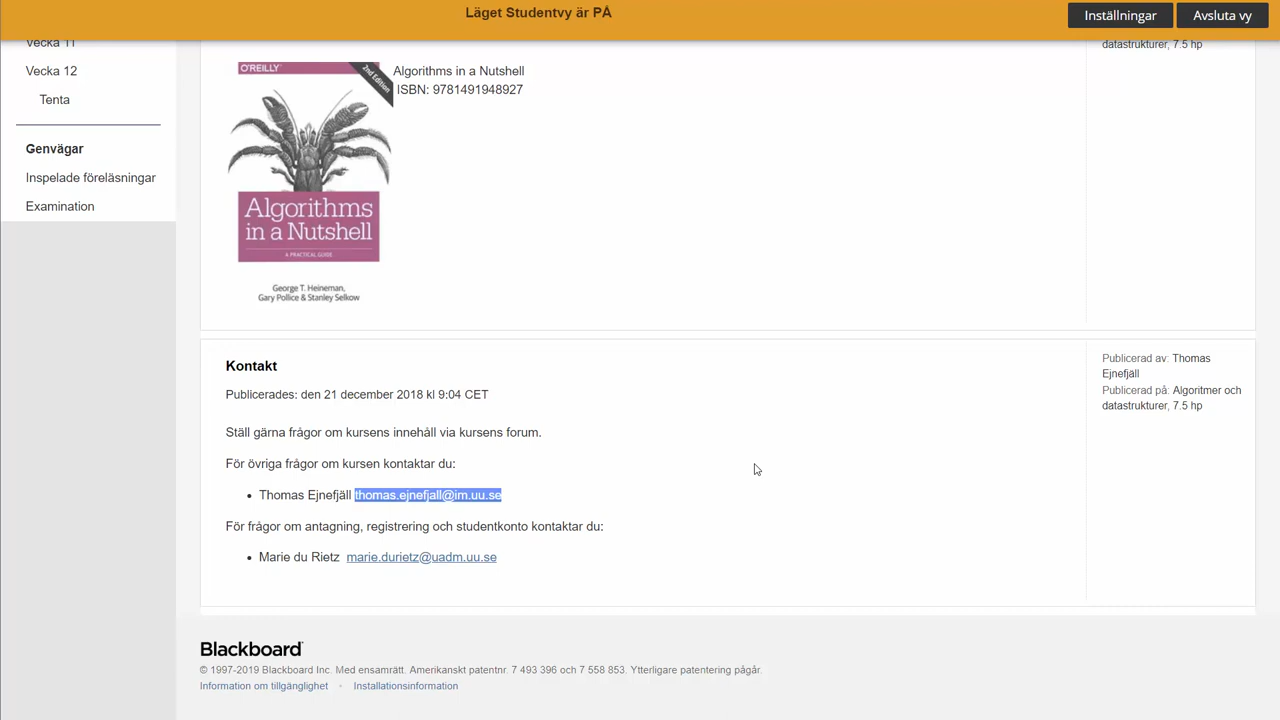 Läget Studentvy är PÅ
Inställningar
Avsluta vy
Vecka 11
Vecka 12
Tenta
Genvägar
Inspelade föreläsningar
Examination
O'REILLY
2nd Edition
Algorithms
in a Nutshell
A PRACTICAL GUIDE
George T. Heineman,
Gary Pollice & Stanley Selkow
Algorithms in a Nutshell
ISBN: 9781491948927
datastrukturer, 7.5 hp
Kontakt
Publicerades: den 21 december 2018 kl 9:04 CET
Ställ gärna frågor om kursens innehåll via kursens forum.
För övriga frågor om kursen kontaktar du:
• Thomas Ejnefjäll thomas.ejnefjall@im.uu.se
För frågor om antagning, registrering och studentkonto kontaktar du:
• Marie du Rietz marie.durietz@uadm.uu.se
Publicerad av: Thomas
Ejnefjäll
Publicerad på: Algoritmer och
datastrukturer, 7.5 hp
Blackboard
© 1997-2019 Blackboard Inc. Med ensamrätt. Amerikanskt patentnr. 7 493 396 och 7 558 853. Ytterligare patentering pågår.
Information om tillgänglighet - Installationsinformation